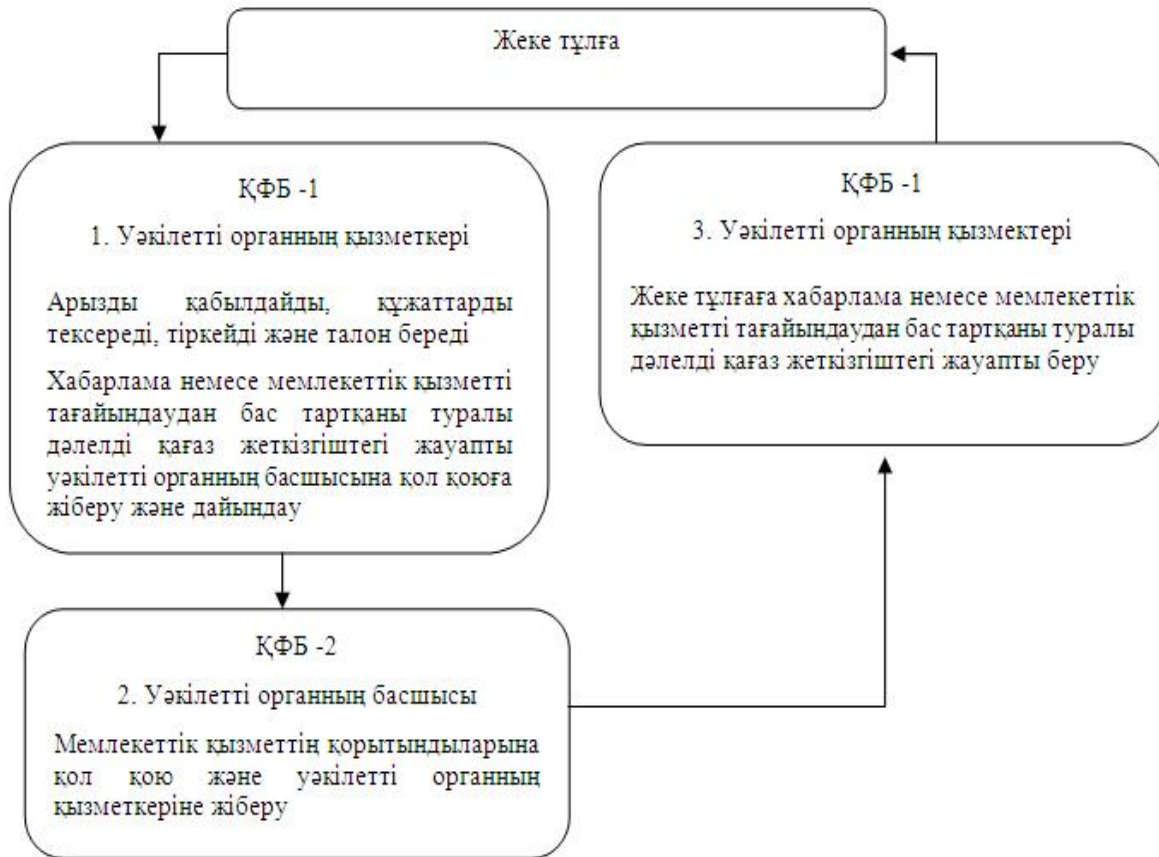 Жеке тұлға
ҚФБ -1
1. Уәкілетті органның қызметкері
Арызды қабылдайды, құжаттарды
тексереді, тіркейді және талон береді
Хабарлама немесе мемлекеттік қызметті
тағайындаудан бас тартқаны туралы
дәлелді қағаз жеткізгіштегі жауапты
уәкілетті органның басшысына қол қоюға
жіберу және дайындау
ҚФБ -2
2. Уәкілетті органның басшысы
Мемлекеттік қызметтің қорытындыларына
қол қою және уәкілетті органның
қызметкеріне жіберу
ҚФБ -1
3. Уәкілетті органның қызмектері
Жеке тұлғаға хабарлама немесе мемлекеттік
қызметті тағайындаудан бас тартқаны туралы
дәлелді қағаз жеткізгіштегі жауапты беру